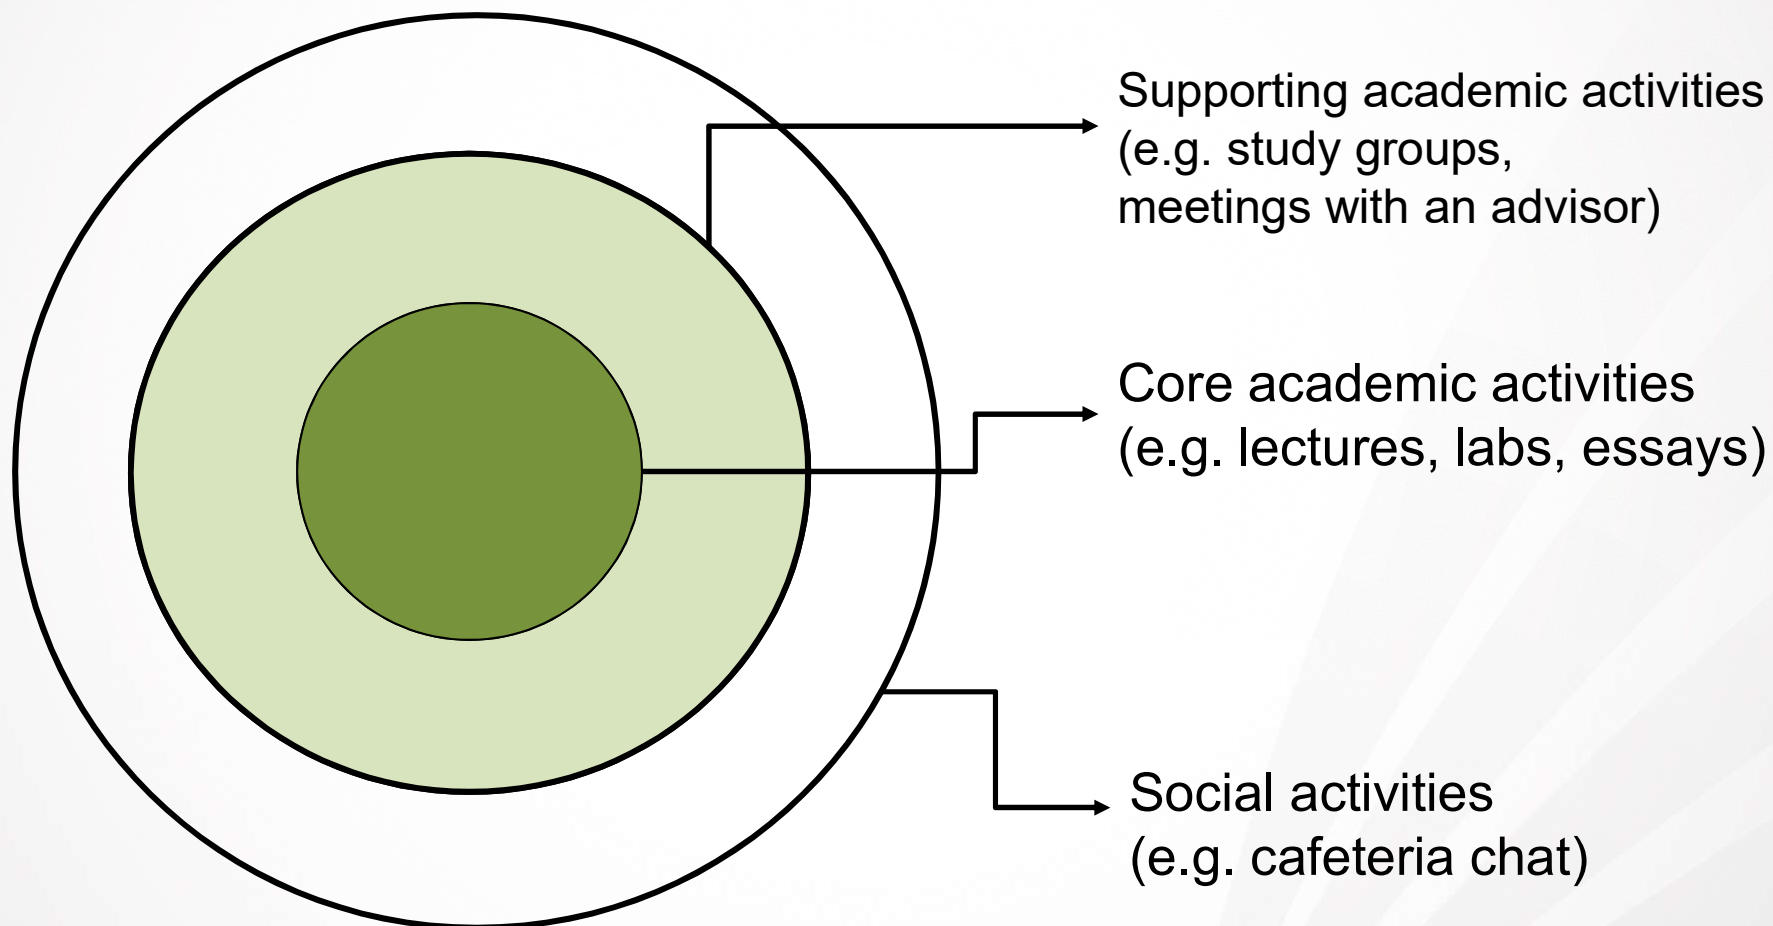 Supporting academic activities
(e.g. study groups,
meetings with an advisor)
Core academic activities
(e.g. lectures, labs, essays)
Social activities
(e.g. cafeteria chat)